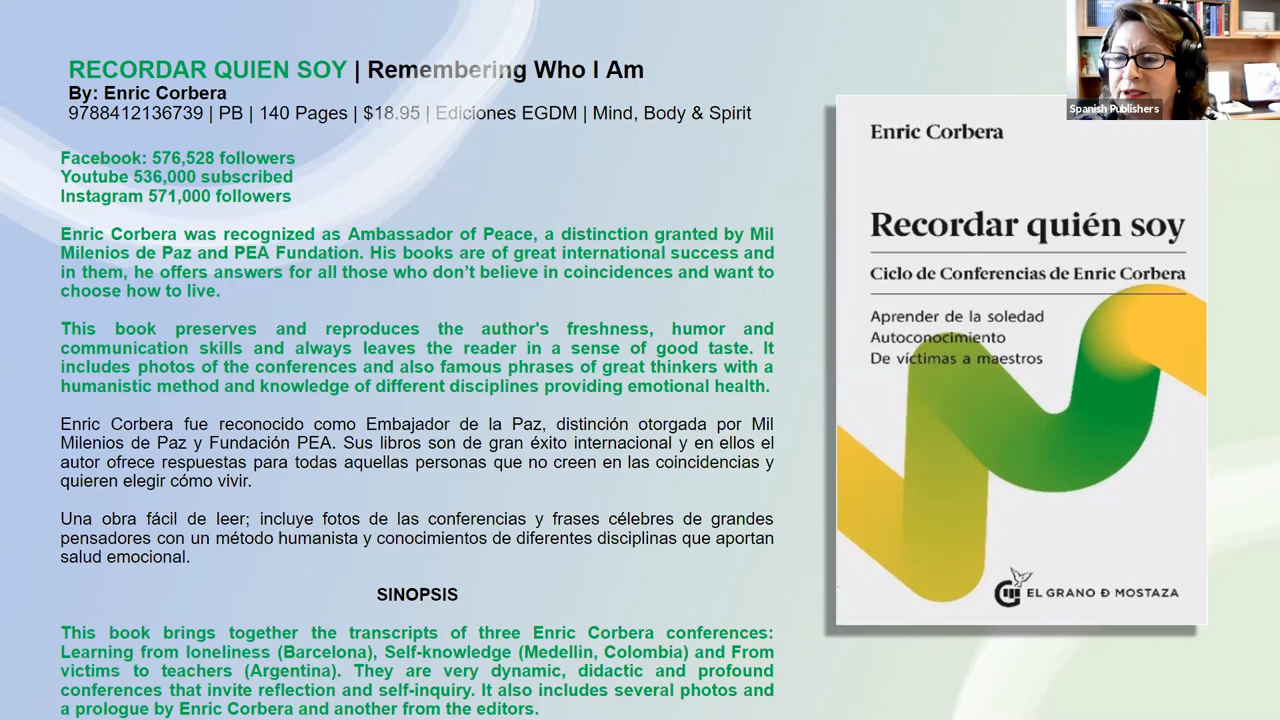 RECORDAR QUIEN SOY | Remembering Who I Am
By: Enric Corbera
9788412136739 | PB | 140 Pages | $18.95 | Ediciones EGDM | Mind, Body & Spirit
Facebook: 576,528 followers
Youtube 536,000 subscribed
Instagram 571,000 followers
Enric Corbera was recognized as Ambassador of Peace, a distinction granted by Mil
Milenios de Paz and PEA Fundation. His books are of great international success and
in them, he offers answers for all those who don’t believe in coincidences and want to
choose how to live.
This book preserves and reproduces the author's freshness, humor and
communication skills and always leaves the reader in a sense of good taste. It
includes photos of the conferences and also famous phrases of great thinkers with a
humanistic method and knowledge of different disciplines providing emotional health.
Enric Corbera fue reconocido como Embajador de la Paz, distinción otorgada por Mil
Milenios de Paz y Fundación PEA. Sus libros son de gran éxito internacional y en ellos el
autor ofrece respuestas para todas aquellas personas que no creen en las coincidencias y
quieren elegir cómo vivir.
Una obra fácil de leer; incluye fotos de las conferencias y frases célebres de grandes
pensadores con un método humanista y conocimientos de diferentes disciplinas que aportan
salud emocional.
SINOPSIS
This book brings together the transcripts of three Enric Corbera conferences:
Learning from loneliness (Barcelona), Self-knowledge (Medellin, Colombia) and From
victims to teachers (Argentina). They are very dynamic, didactic and profound
conferences that invite reflection and self-inquiry. It also includes several photos and
a prologue by Enric Corbera and another from the editors.
Spanish Publishers
Enric Corbera
Recordar quién soy
Ciclo de Conferencias de Enric Corbera
Aprender de la soledad
Autoconocimiento
De víctimas a maestros
EL GRANO Ð MOSTAZA